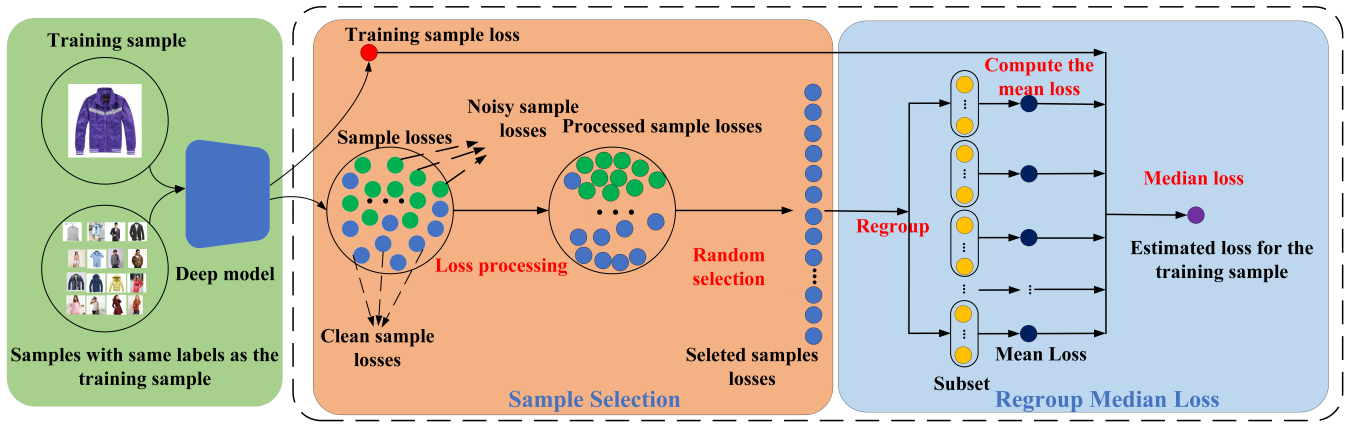 Training sample
Deep model
Samples with same labels as the
training sample
Training sample loss
Sample losses
Noisy sample
losses
Processed sample losses
Loss processing
Random
selection
Clean sample
losses
Seleted samples
losses
Sample Selection
Compute the
mean loss
Regroup
Median loss
Estimated loss for the
training sample
Mean Loss
Subset
Regroup Median Loss